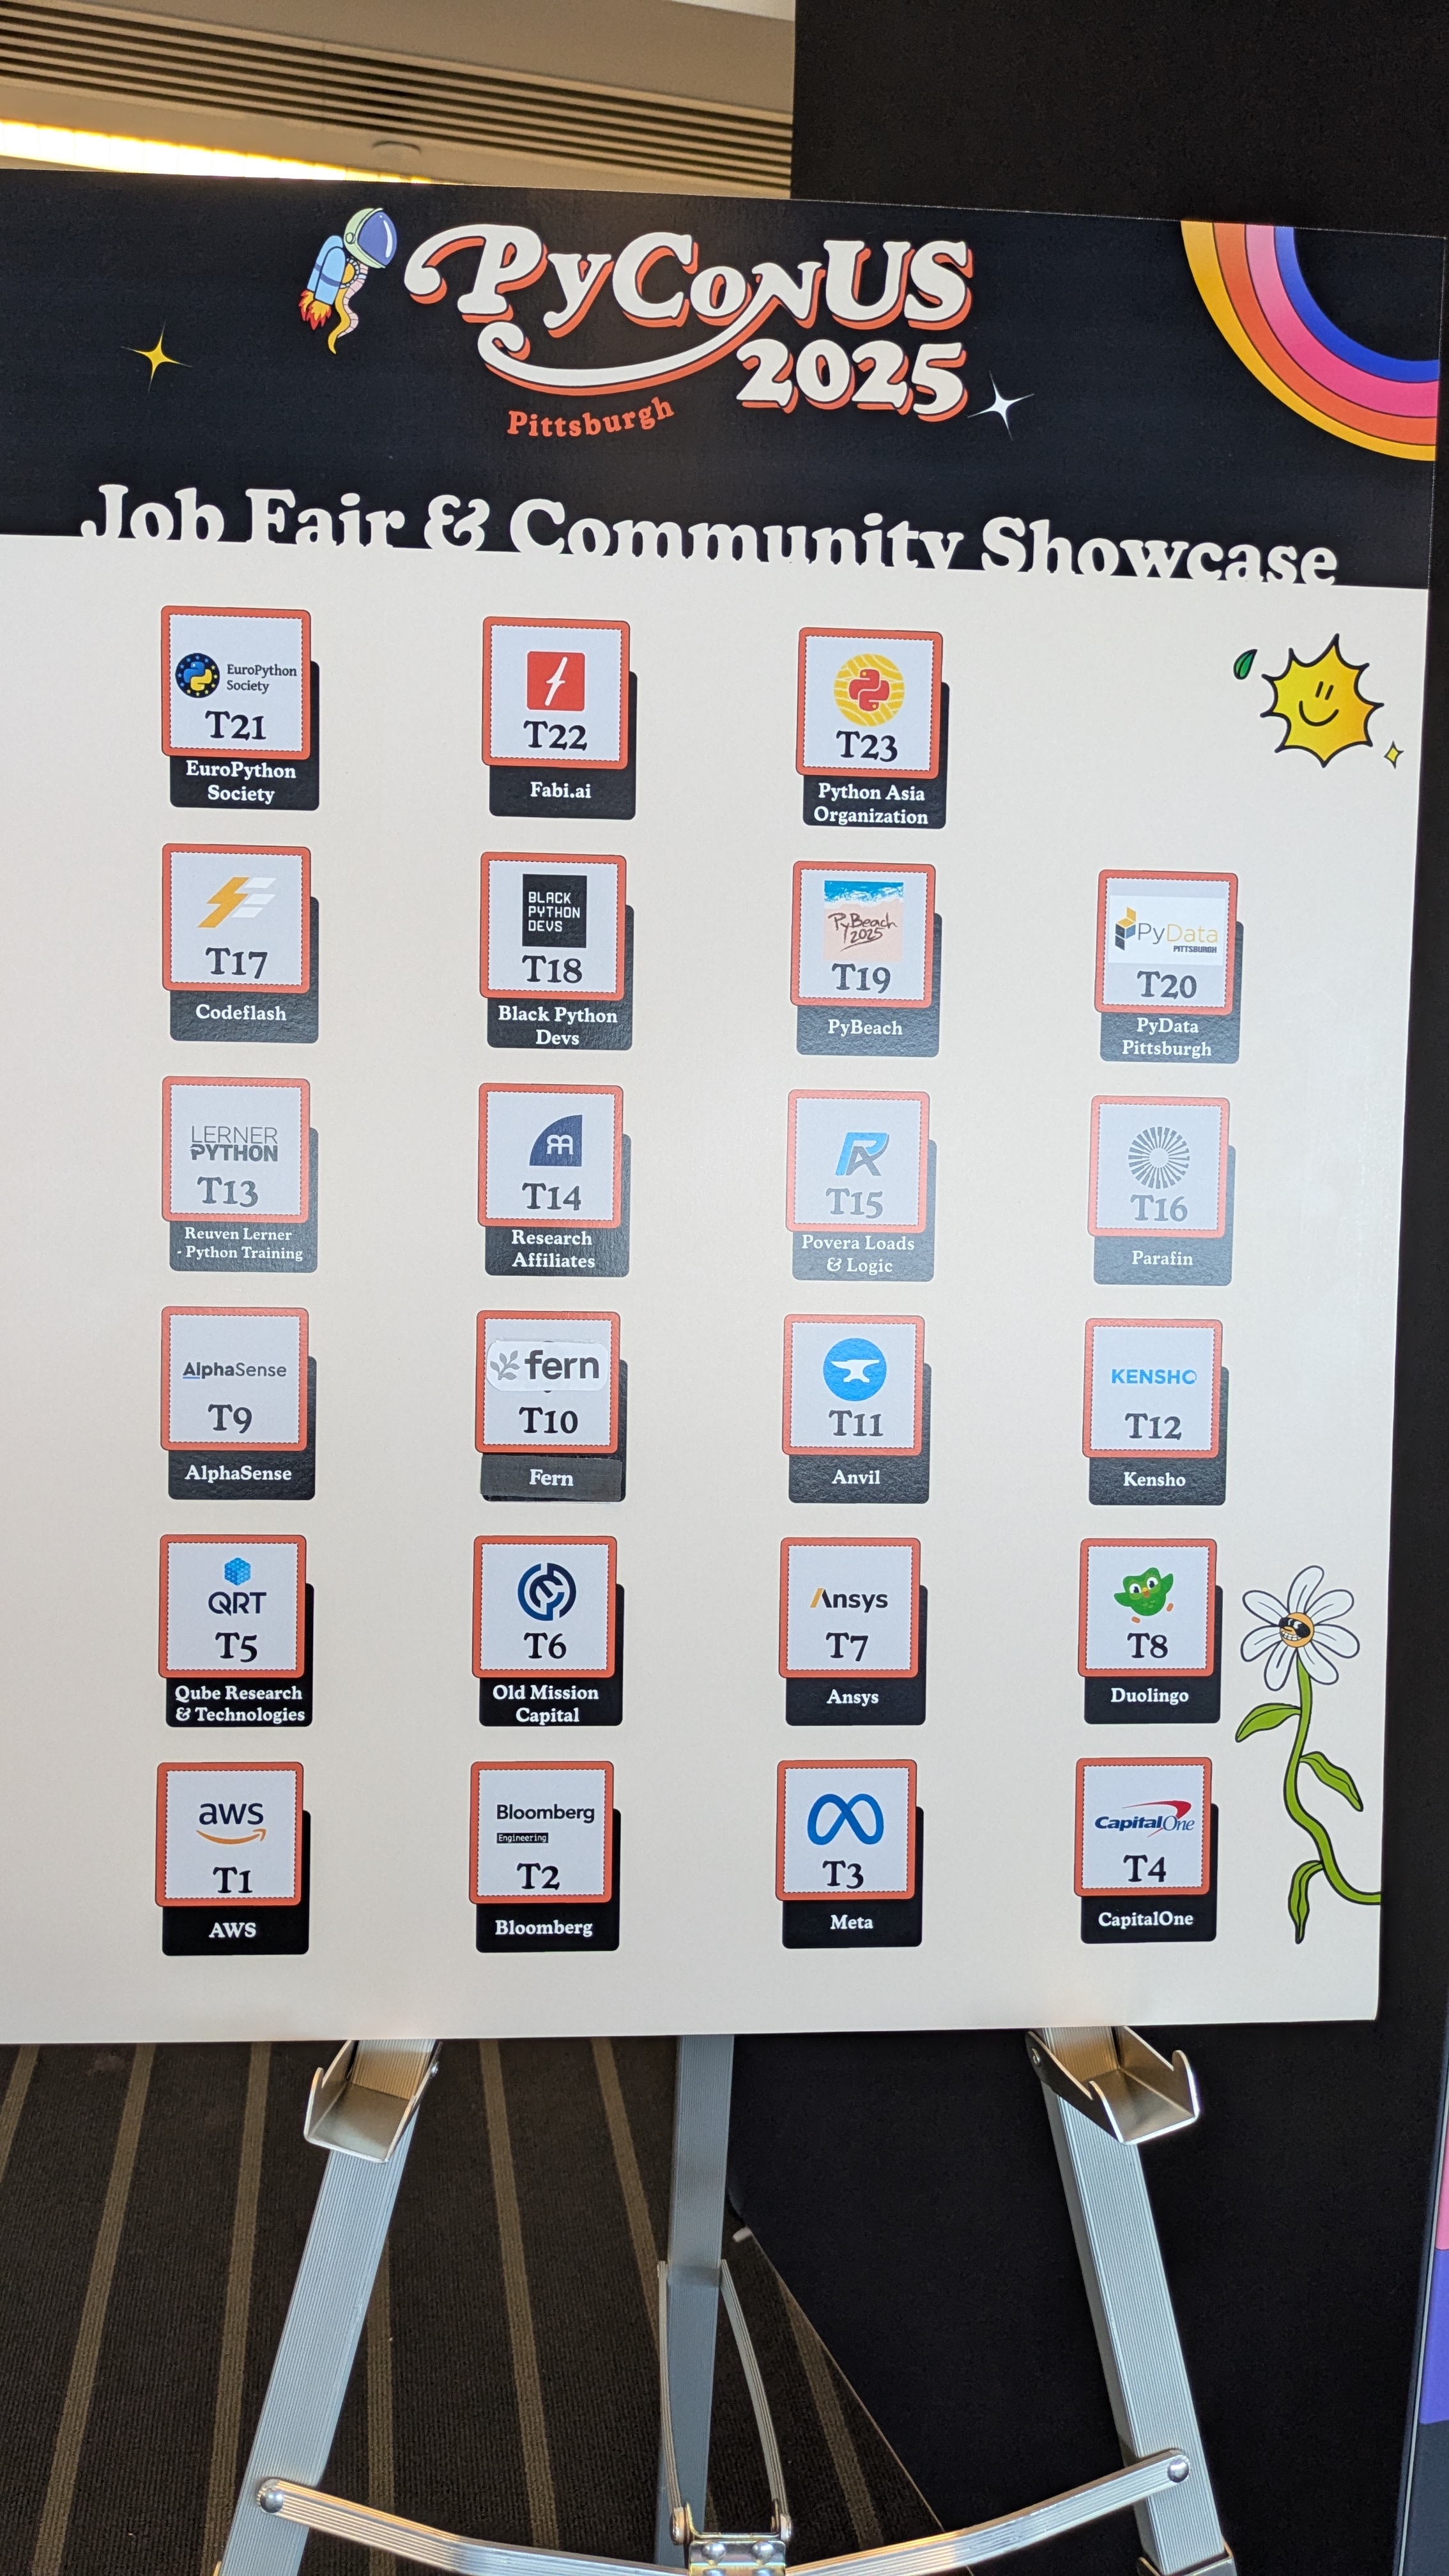 PyConUS
2025
Pittsburgh
Job Fair & Community Showcase
EuroPython
Society
T21
EuroPython
Society
T22
Fabi.ai
T23
Python Asia
Organization
T17
Codeflash
BLACK
PYTHON
DEVS
T18
Black Python
Devs
PyBeach
2025
T19
PyBeach
PyData
PITTSBURGH
T20
PyData
Pittsburgh
LERNER
PYTHON
T13
Reuven Lerner
- Python Training
T14
Research
Affiliates
T15
Povera Loads
& Logic
T16
Parafin
AlphaSense
T9
AlphaSense
fern
T10
Fern
T11
Anvil
KENSHO
T12
Kensho
QRT
T5
Qube Research
& Technologies
T6
Old Mission
Capital
Ansys
T7
Ansys
T8
Duolingo
aws
T1
AWS
Bloomberg
Engineering
T2
Bloomberg
T3
Meta
CapitalOne
T4
CapitalOne